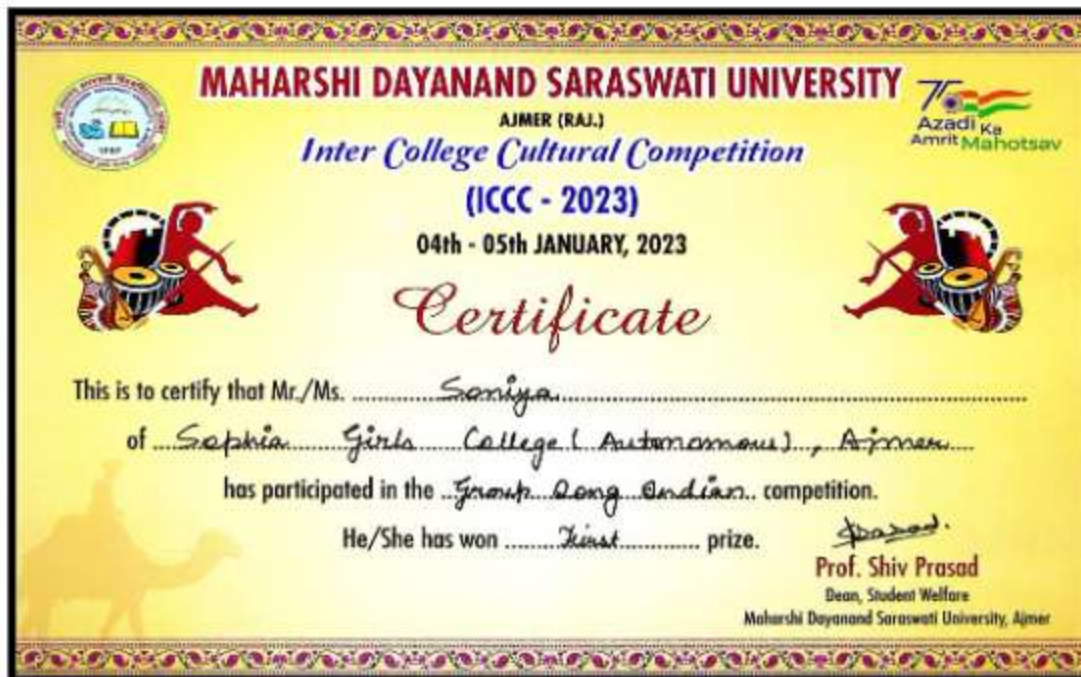 MAHARSHI DAYANAND SARASWATI UNIVERSITY
AJMER (RAJ.)
Inter College Cultural Competition
(ICCC - 2023)
04th - 05th JANUARY, 2023
75
Azadi Ka
Amrit Mahotsav
1987
Certificate
This is to certify that Mr./Ms. Soniya
of Sophia Girls College (Autonomous), Ajmer
has participated in the Group Song Indian competition.
He/She has won First prize.
Prof. Shiv Prasad
Dean, Student Welfare
Maharshi Dayanand Saraswati University, Ajmer